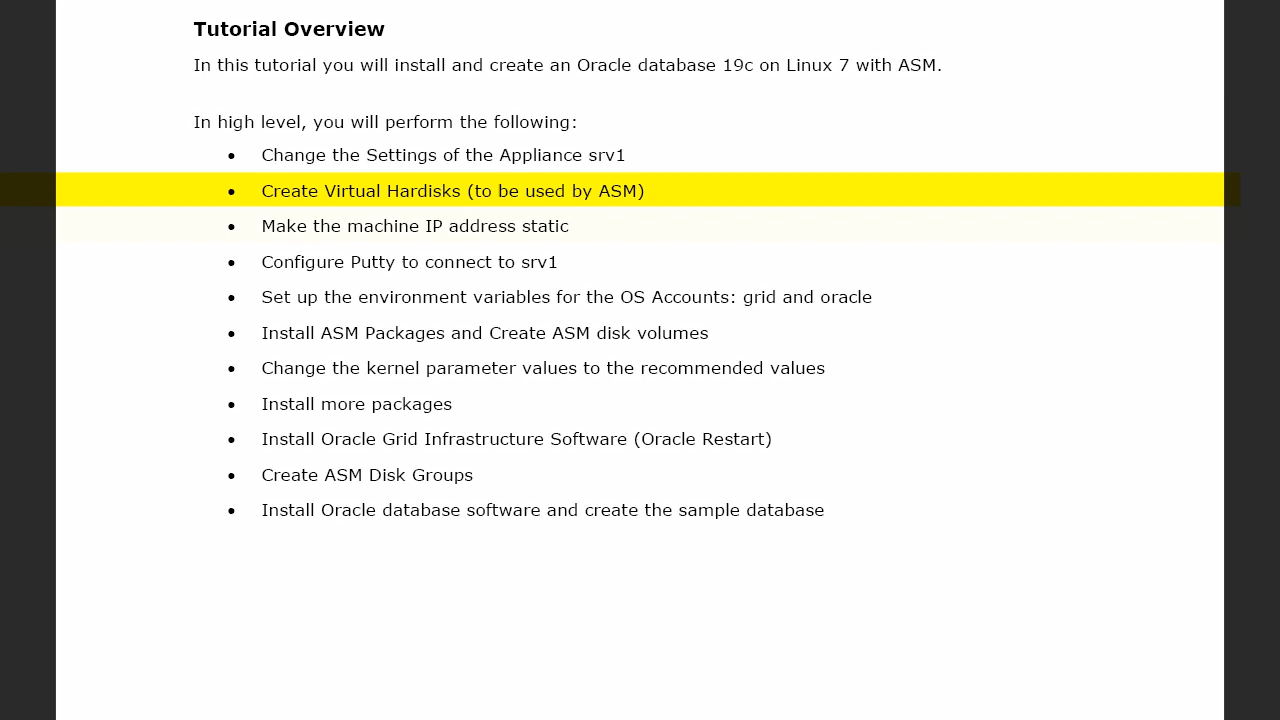 Tutorial Overview
In this tutorial you will install and create an Oracle database 19c on Linux 7 with ASM.
In high level, you will perform the following:
• Change the Settings of the Appliance srv1
• Create Virtual Hardisks (to be used by ASM)
• Make the machine IP address static
• Configure Putty to connect to srv1
• Set up the environment variables for the OS Accounts: grid and oracle
• Install ASM Packages and Create ASM disk volumes
• Change the kernel parameter values to the recommended values
• Install more packages
• Install Oracle Grid Infrastructure Software (Oracle Restart)
• Create ASM Disk Groups
• Install Oracle database software and create the sample database